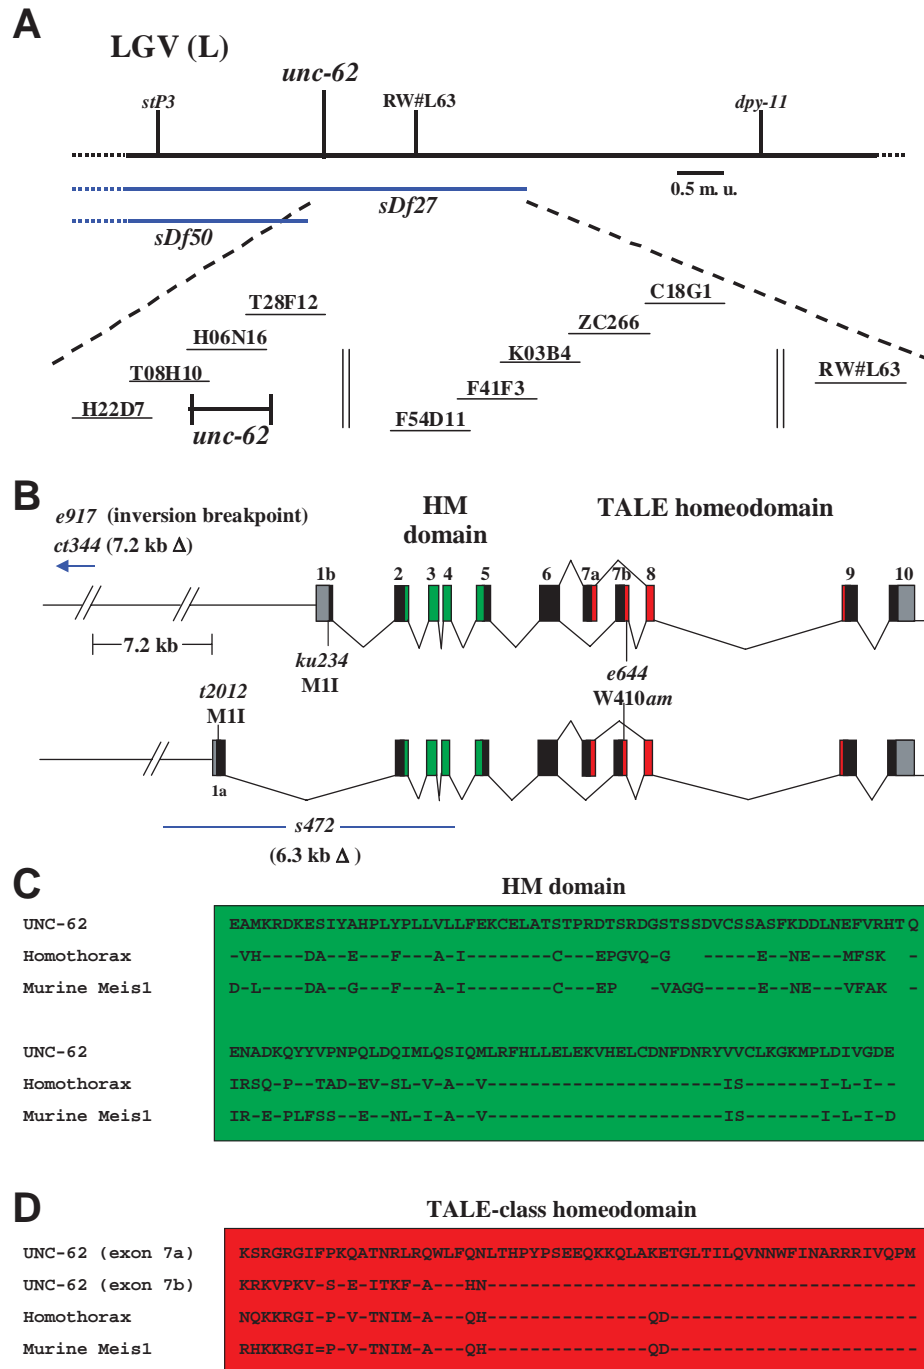 A
LGV (L)
unc-62
stP3
RW#L63
dpy-11
0.5 m. u.
sDf27
sDf50
C18G1
T28F12
ZC266
H06N16
K03B4
T08H10
RW#L63
F41F3
H22D7
F54D11
unc-62
B
e917 (inversion breakpoint)
ct344 (7.2 kb Δ)
HM domain
TALE homeodomain
1b 2 3 4 5 6 7a 7b 8 9 10
7.2 kb
ku234
M1I
e644
W410am
t2012
M1I
1a
s472
(6.3 kb Δ)
C
HM domain
UNC-62 EAMKRDKESIYAHPLYPLLVLLFEKCELATSTPRDTSRDGSTSSDVCSSASFKDDLNEFVRHTQ
Homothorax -VH----DA--E---F---A-I-------C---EPGVQ-G -----E--NE---MFSK -
Murine Meis1 D-L----DA--G---F---A-I-------C---EP -VAGG----E--NE---VFAK -
UNC-62 ENADKQYYVPNPQLDQIMLQSIQMLRFHLLELEKVHELCDNFDNRYVVCLKGKMPLDIVGDE
Homothorax IRSQ-P--TAD-EV-SL-V-A--V----------------------IS-------I-L-I--
Murine Meis1 IR-E-PLFSS--E--NL-I-A--V----------------------IS-------I-L-I-D
D
TALE-class homeodomain
UNC-62 (exon 7a) KSRGRGIFPKQATNRLRQWLFQNLTHPYPSEEQKKQLAKETGLTILQVNNWFINARRRIVQPM
UNC-62 (exon 7b) KRKVPKV-S-E-ITKF-A---HN----------------------------------------
Homothorax NQKKRGI-P-V-TNIM-A---QH---------------QD-----------------------
Murine Meis1 RHKKRGI=P-V-TNIM-A---QH---------------QD-----------------------